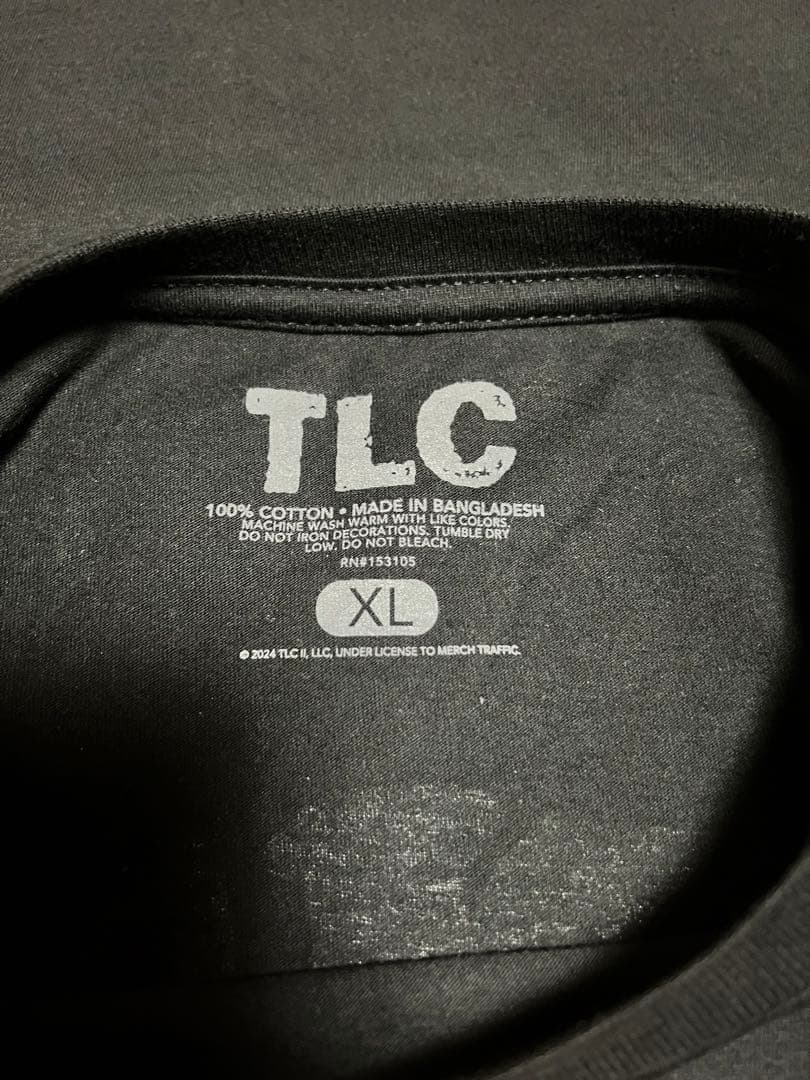 TLC
100% COTTON • MADE IN BANGLADESH
MACHINE WASH WARM WITH LIKE COLORS.
DO NOT IRON DECORATIONS. TUMBLE DRY
LOW. DO NOT BLEACH.
RN#153105
XL
© 2024 TLC II, LLC, UNDER LICENSE TO MERCH TRAFFIC.